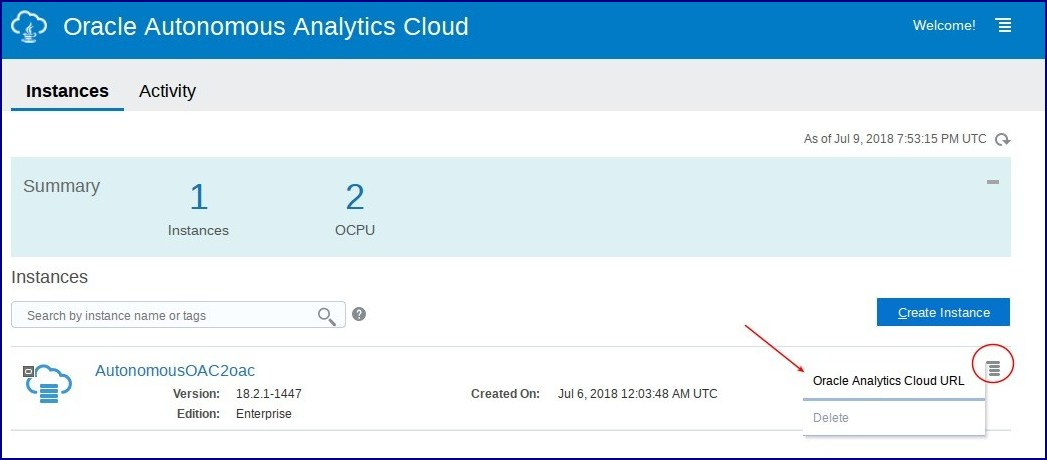 Oracle Autonomous Analytics Cloud
Welcome!
Instances Activity
As of Jul 9, 2018 7:53:15 PM UTC
Summary
1 2
Instances OCPU
Instances
Search by instance name or tags
?
Create Instance
AutonomousOAC2oac
Oracle Analytics Cloud URL
Version: 18.2.1-1447 Created On: Jul 6, 2018 12:03:48 AM UTC
Edition: Enterprise
Delete